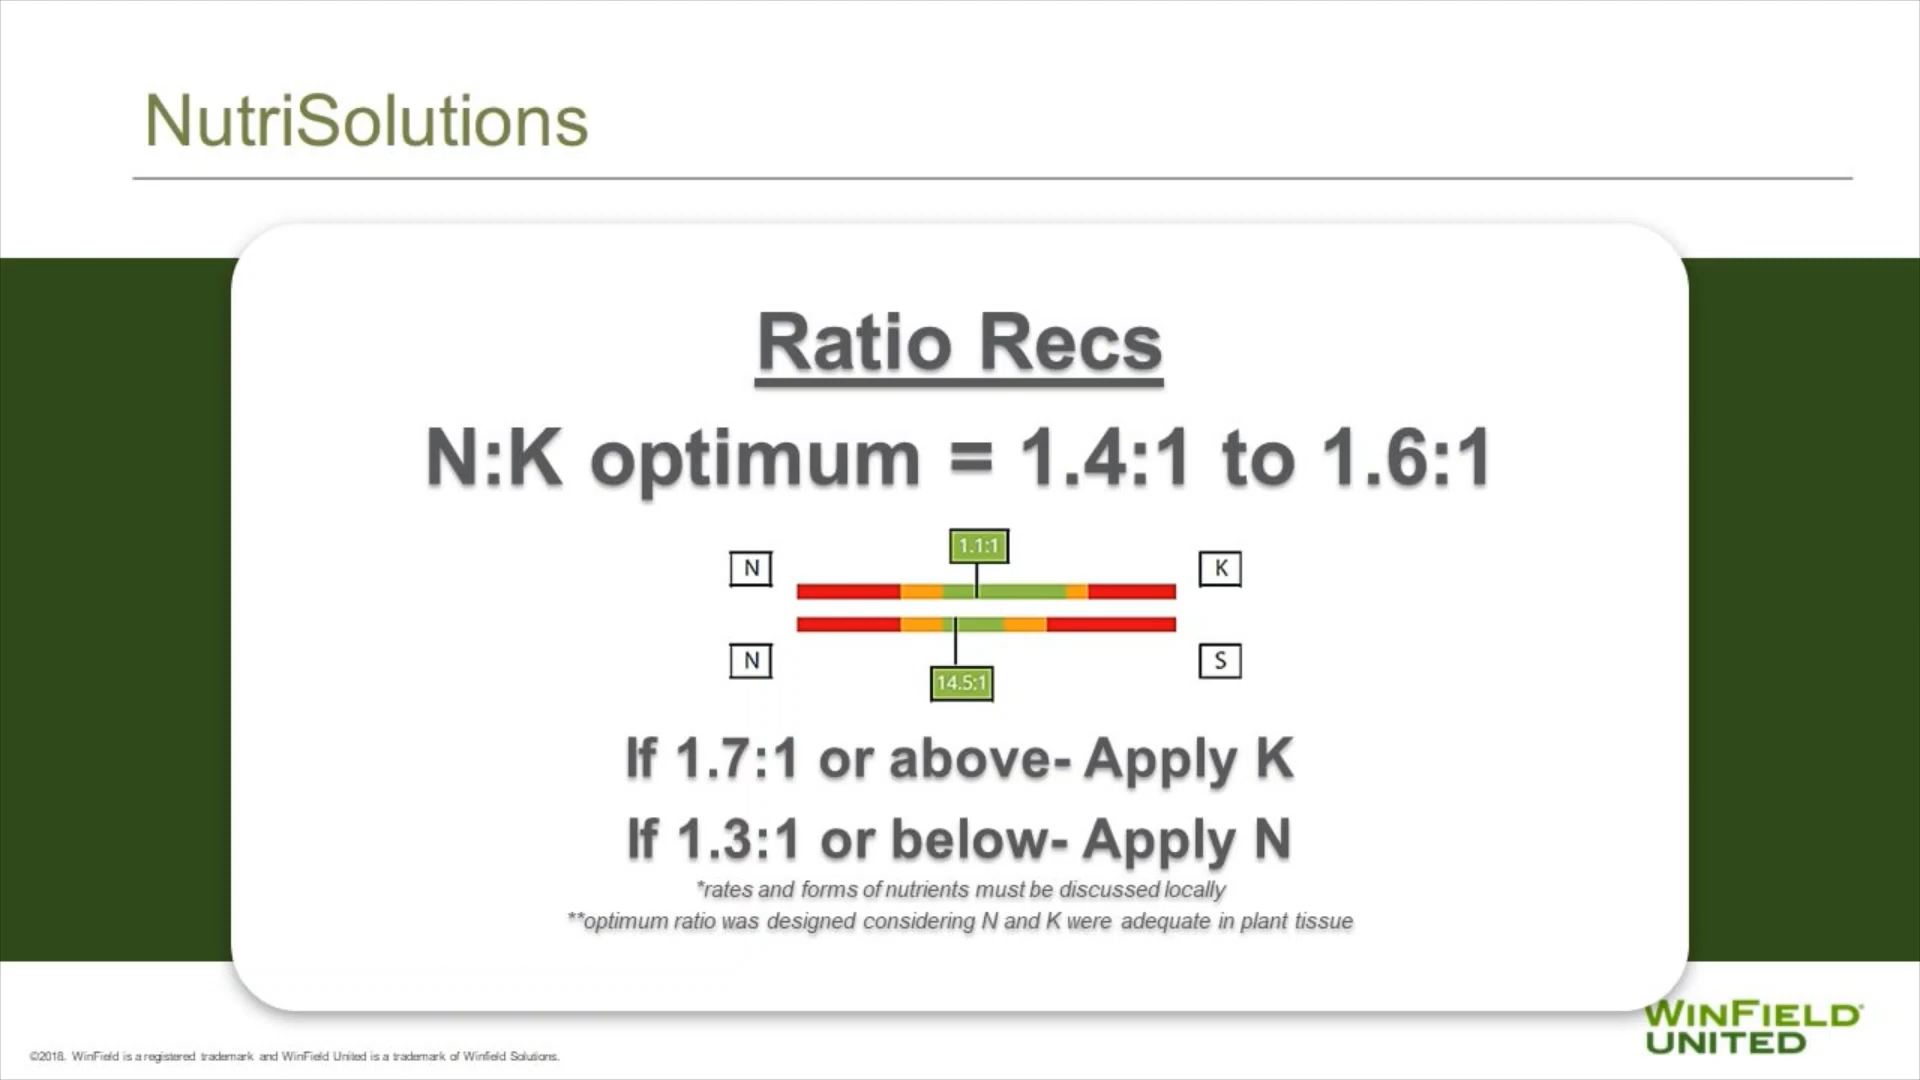 NutriSolutions
Ratio Recs
N:K optimum = 1.4:1 to 1.6:1
1.1:1
N K
N S
14.5:1
If 1.7:1 or above- Apply K
If 1.3:1 or below- Apply N
*rates and forms of nutrients must be discussed locally
**optimum ratio was designed considering N and K were adequate in plant tissue
WINFIELD®
UNITED
©2018. WinField is a registered trademark and WinField United is a trademark of Winfield Solutions.